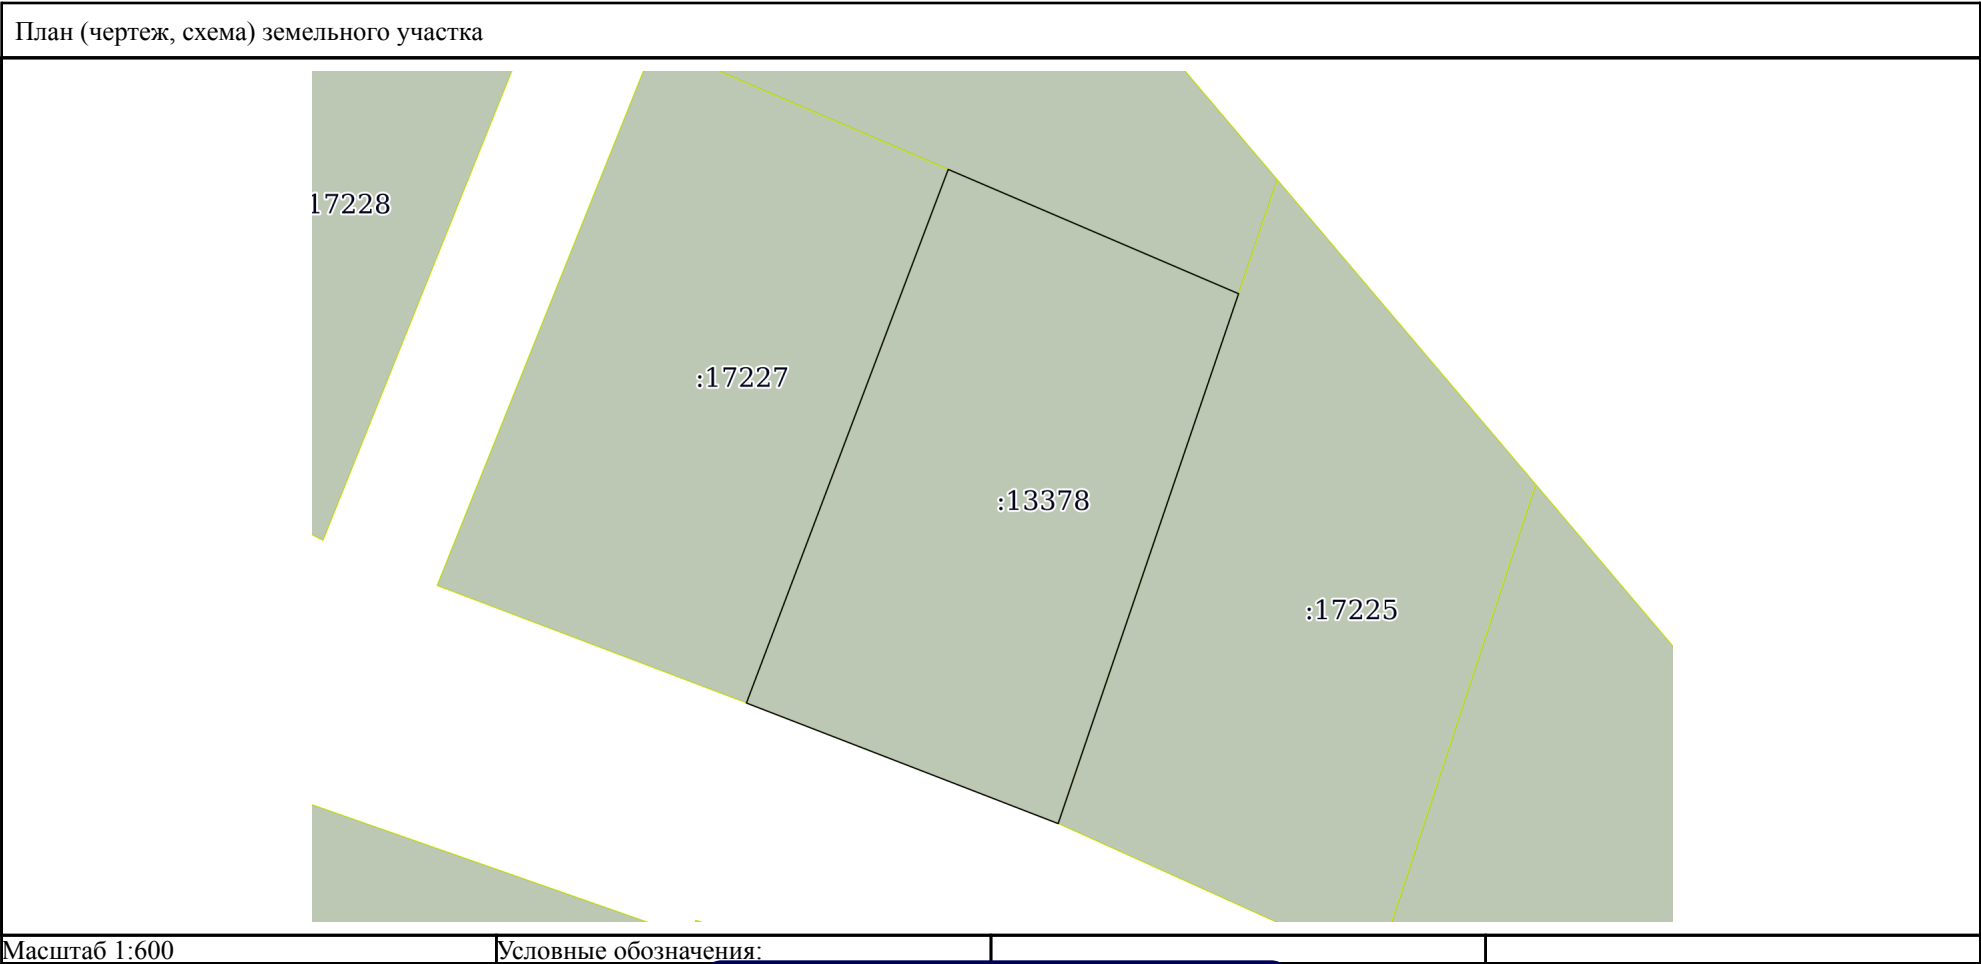 План (чертеж, схема) земельного участка
17228
:17227
:13378
:17225
Масштаб 1:600
Условные обозначения: